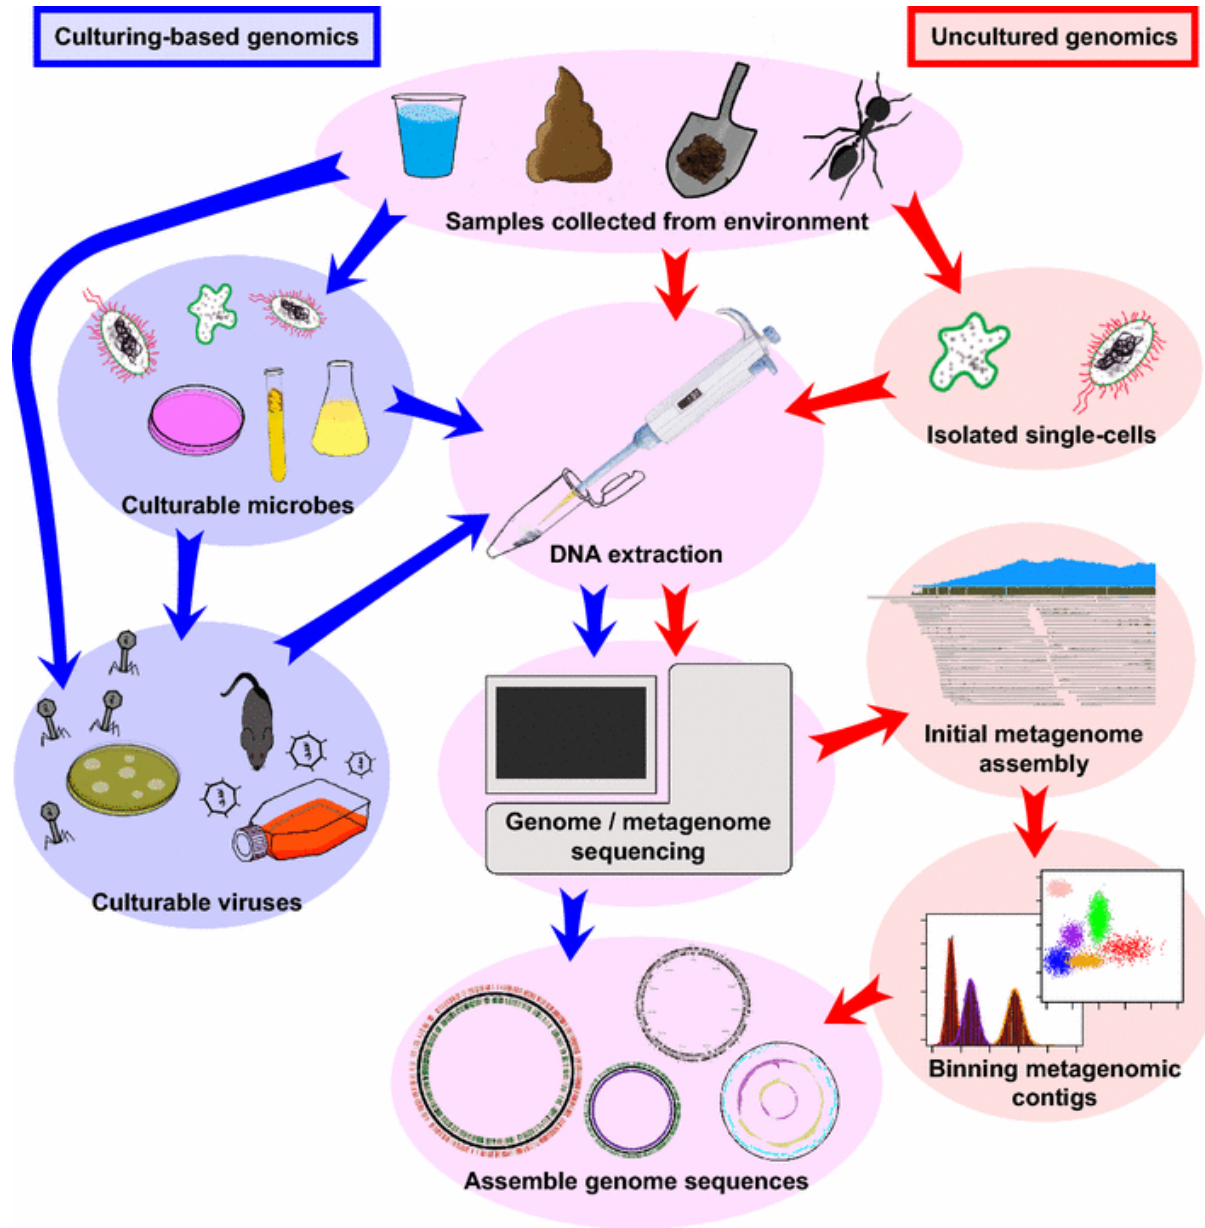 Culturing-based genomics
Uncultured genomics
Samples collected from environment
Culturable microbes
Isolated single-cells
DNA extraction
Initial metagenome
assembly
Genome / metagenome
sequencing
Culturable viruses
Binning metagenomic
contigs
Assemble genome sequences